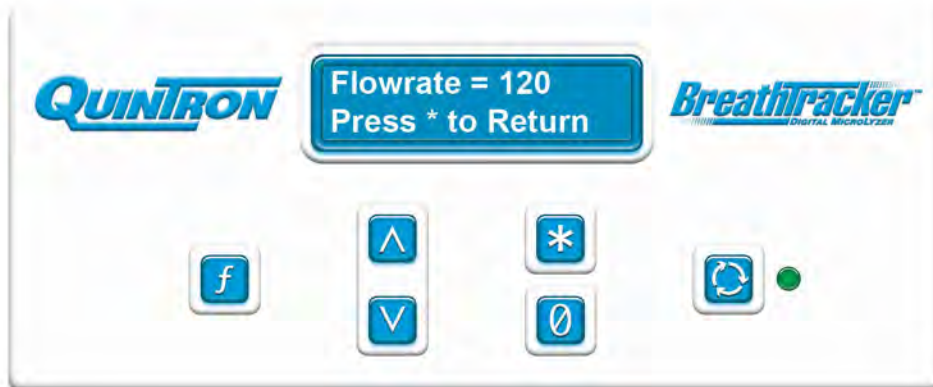 QUINTRON
Flowrate = 120
Press * to Return
BreathTracker™
DIGITAL MICROLYZER
∧
*
f
∨
0